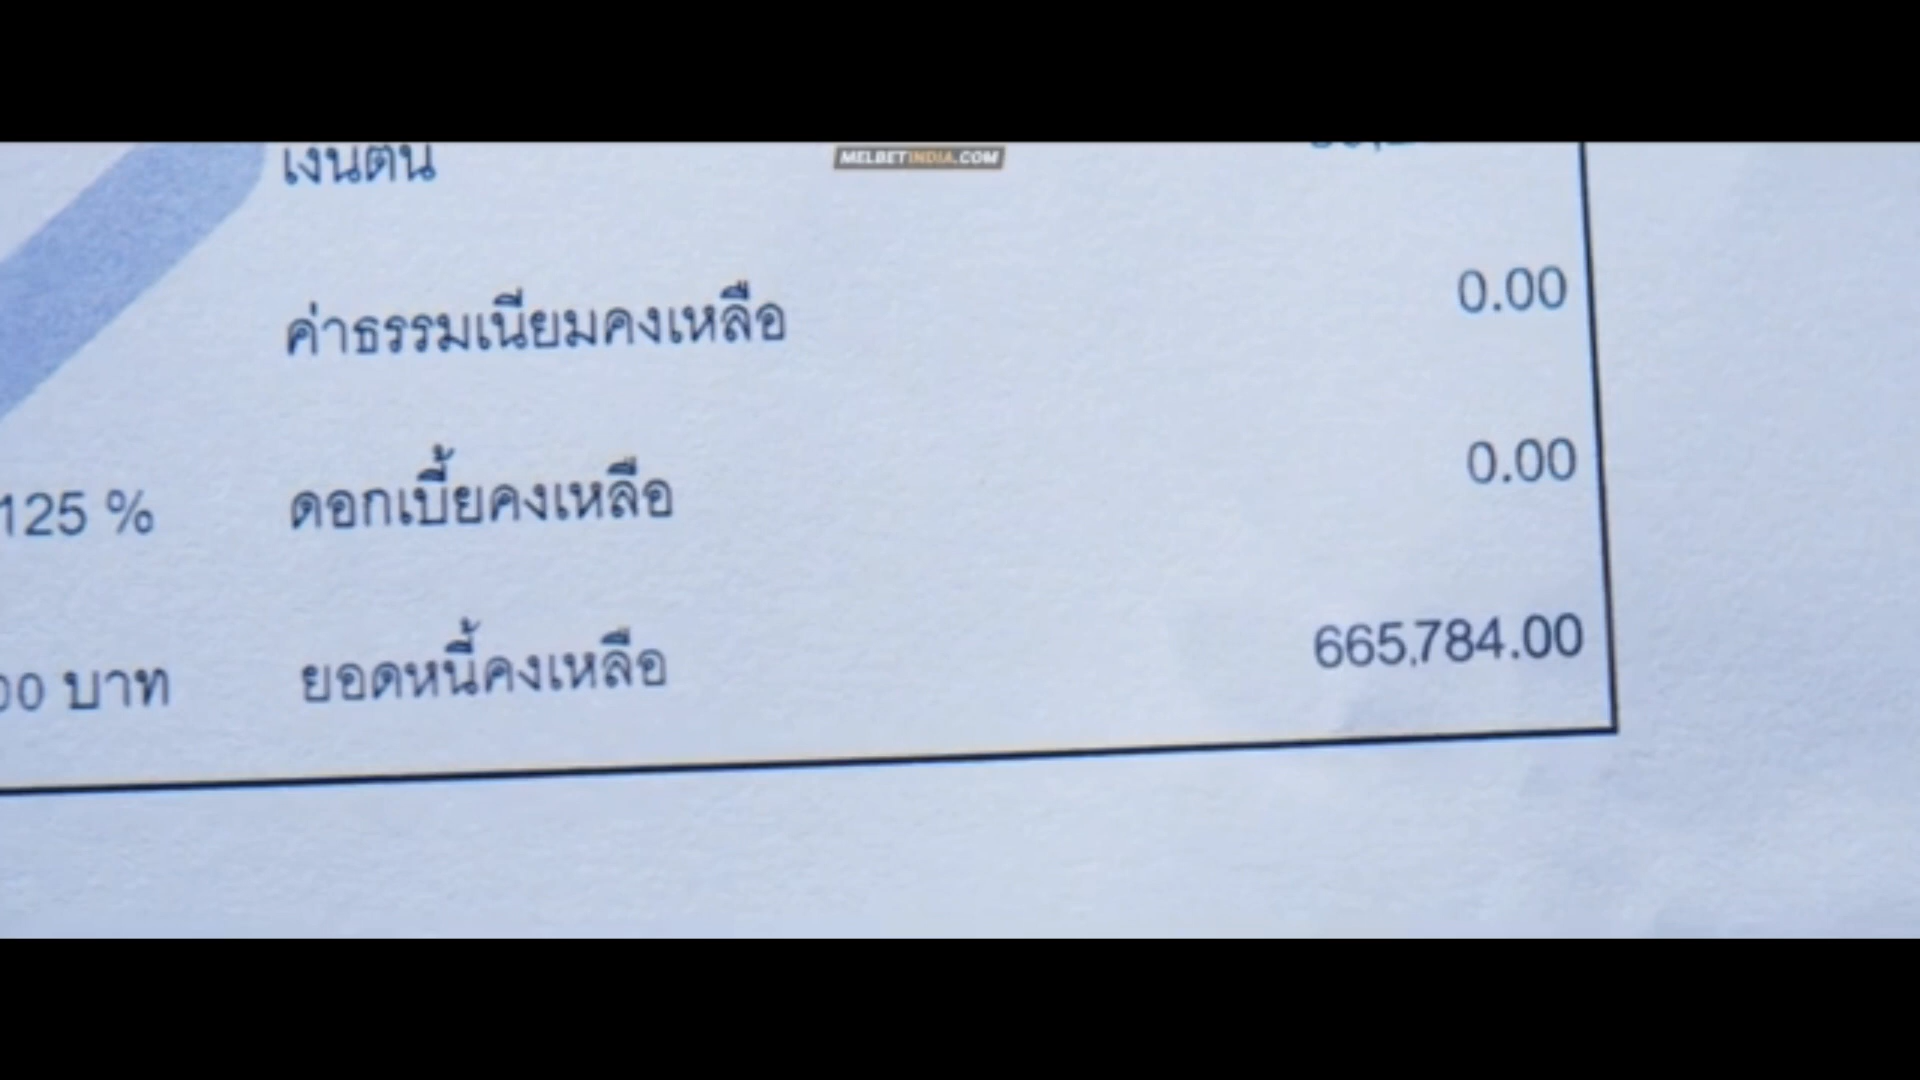 MELBETINDIA.COM
เงินต้น
ค่าธรรมเนียมคงเหลือ 0.00
125 % ดอกเบี้ยคงเหลือ 0.00
00 บาท ยอดหนี้คงเหลือ 665,784.00